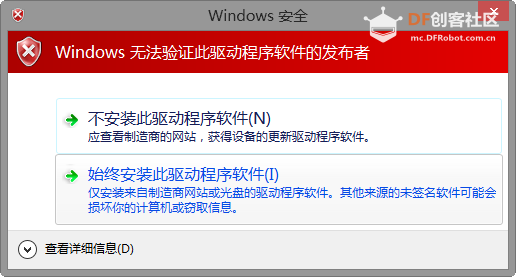 Windows 安全
DF创客社区
mc.DFRobot.com.cn
Windows 无法验证此驱动程序软件的发布者
不安装此驱动程序软件(N)
应查看制造商的网站，获得设备的更新驱动程序软件。
始终安装此驱动程序软件(I)
仅安装来自制造商网站或光盘的驱动程序软件。其他来源的未签名软件可能会
损坏你的计算机或窃取信息。
查看详细信息(D)